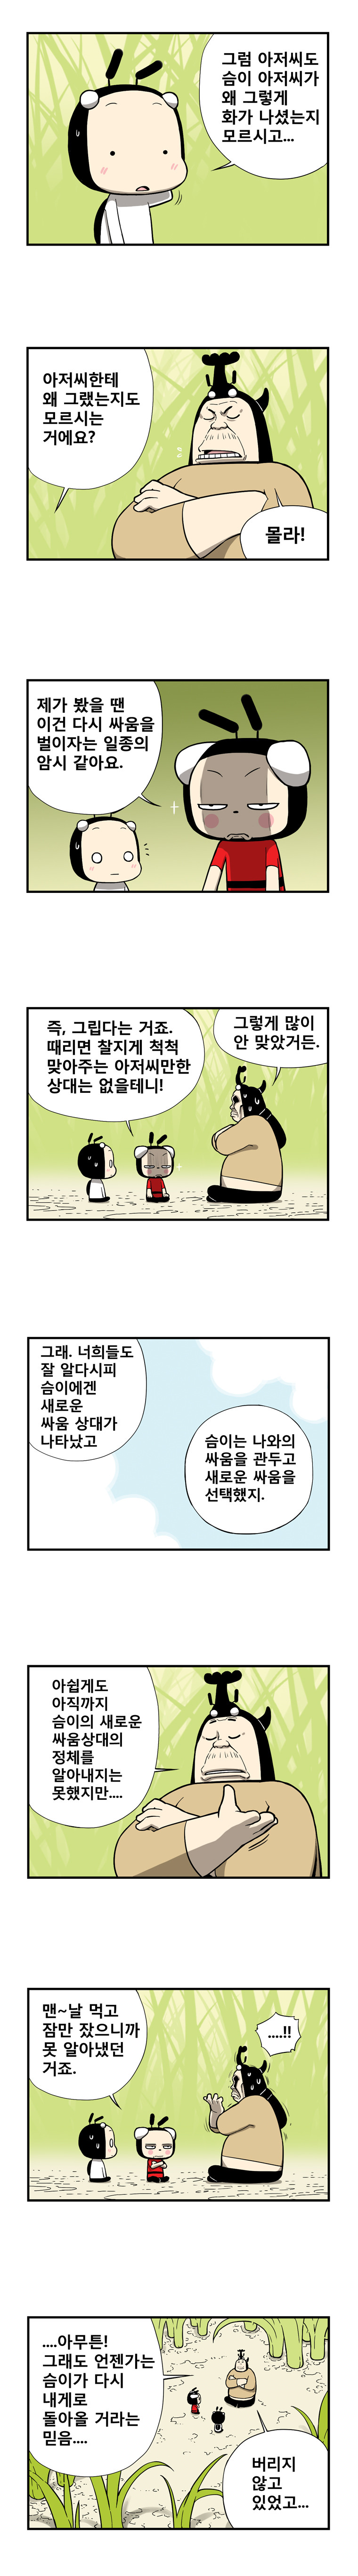 그럼 아저씨도
슴이 아저씨가
왜 그렇게
화가 나셨는지
모르시고...
아저씨한테
왜 그랬는지도
모르시는
거에요?
몰라!
제가 봤을 땐
이건 다시 싸움을
벌이자는 일종의
암시 같아요.
즉, 그립다는 거죠.
때리면 찰지게 척척
맞아주는 아저씨만한
상대는 없을테니!
그렇게 많이
안 맞았거든.
그래. 너희들도
잘 알다시피
슴이에겐
새로운
싸움 상대가
나타났고
슴이는 나와의
싸움을 관두고
새로운 싸움을
선택했지.
아쉽게도
아직까지
슴이의 새로운
싸움상대의
정체를
알아내지는
못했지만....
맨~날 먹고
잠만 잤으니까
못 알아냈던
거죠.
....!!
....아무튼!
그래도 언젠가는
슴이가 다시
내게로
돌아올 거라는
믿음....
버리지
않고
있었고...